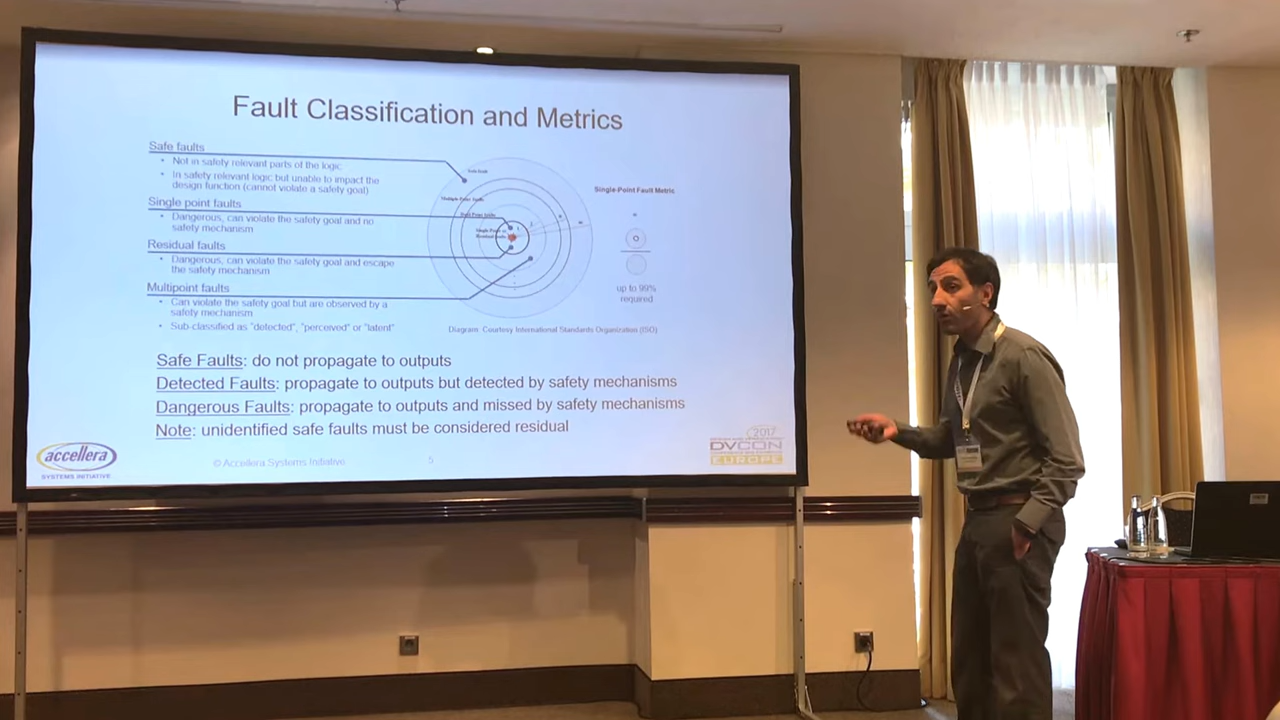 Fault Classification and Metrics
Safe faults
• Not in safety relevant parts of the logic
• In safety relevant logic but unable to impact the
design function (cannot violate a safety goal)
Single point faults
• Dangerous, can violate the safety goal and no
safety mechanism
Residual faults
• Dangerous, can violate the safety goal and escape
the safety mechanism
Multipoint faults
• Can violate the safety goal but are observed by a
safety mechanism
• Sub-classified as "detected", "perceived" or "latent"
Single-Point Fault Metric
up to 99%
required
Diagram: Courtesy International Standards Organization (ISO)
Safe Faults: do not propagate to outputs
Detected Faults: propagate to outputs but detected by safety mechanisms
Dangerous Faults: propagate to outputs and missed by safety mechanisms
Note: unidentified safe faults must be considered residual
accellera
SYSTEMS INITIATIVE
© Accellera Systems Initiative
5
2017
DVCON
EUROPE